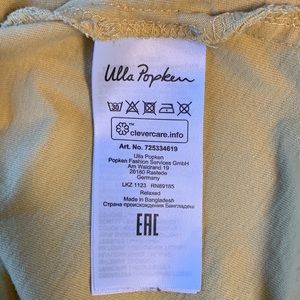 Ulla Popken
30
clevercare.info
Art. No. 725334619
Ulla Popken
Popken Fashion Services GmbH
Am Waldrand 19
26180 Rastede
Germany
LKZ 1123 RN89185
Relaxed
Made in Bangladesh
Страна происхождения Бангладеш
EAC